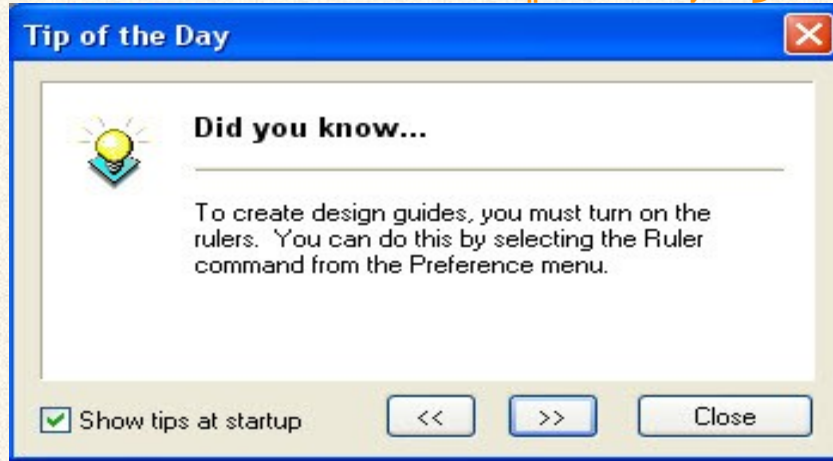 Tip of the Day
Did you know...
To create design guides, you must turn on the
rulers.  You can do this by selecting the Ruler
command from the Preference menu.
Show tips at startup
<<
>>
Close